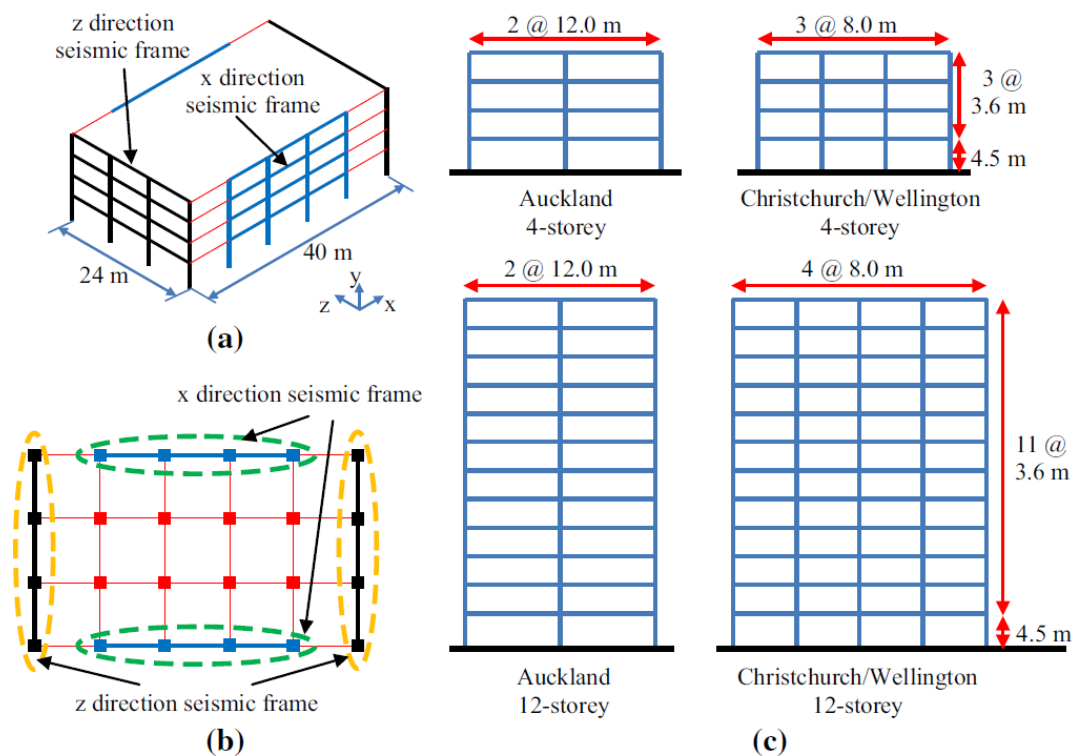 z direction
seismic frame
x direction
seismic frame
24 m
40 m
y
z
x
(a)
x direction seismic frame
z direction seismic frame
(b)
2 @ 12.0 m
Auckland
4-storey
3 @ 8.0 m
3 @
3.6 m
4.5 m
Christchurch/Wellington
4-storey
2 @ 12.0 m
Auckland
12-storey
4 @ 8.0 m
11 @
3.6 m
4.5 m
Christchurch/Wellington
12-storey
(c)